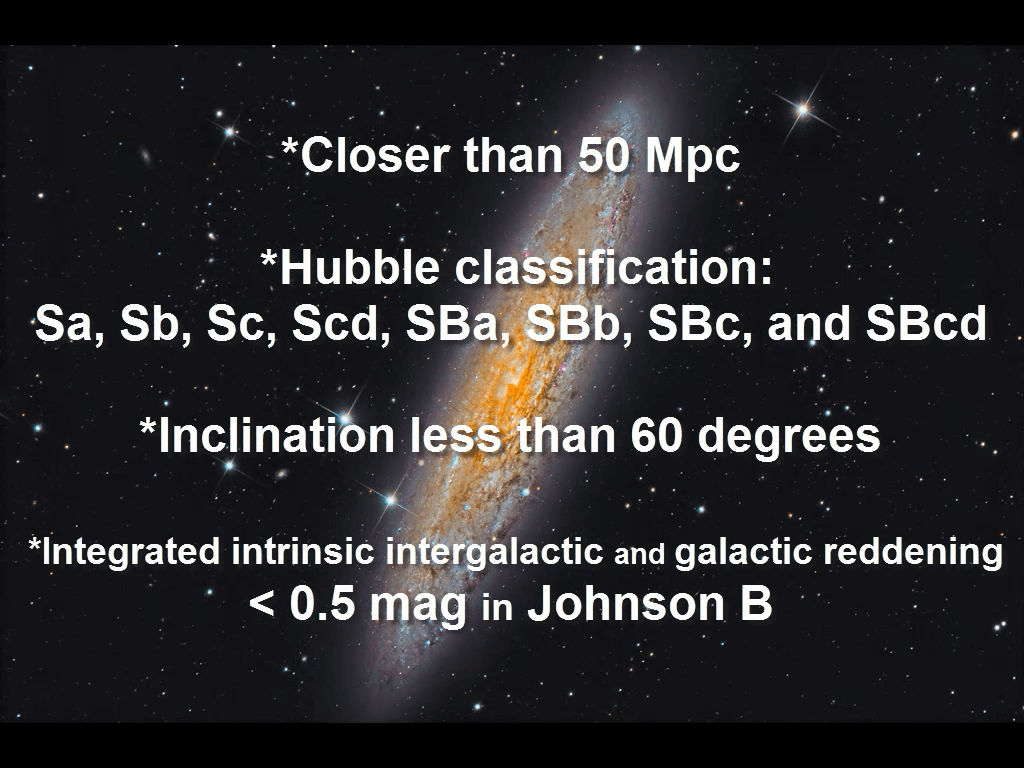 *Closer than 50 Mpc
*Hubble classification:
Sa, Sb, Sc, Scd, SBa, SBb, SBc, and SBcd
*Inclination less than 60 degrees
*Integrated intrinsic intergalactic and galactic reddening
< 0.5 mag in Johnson B